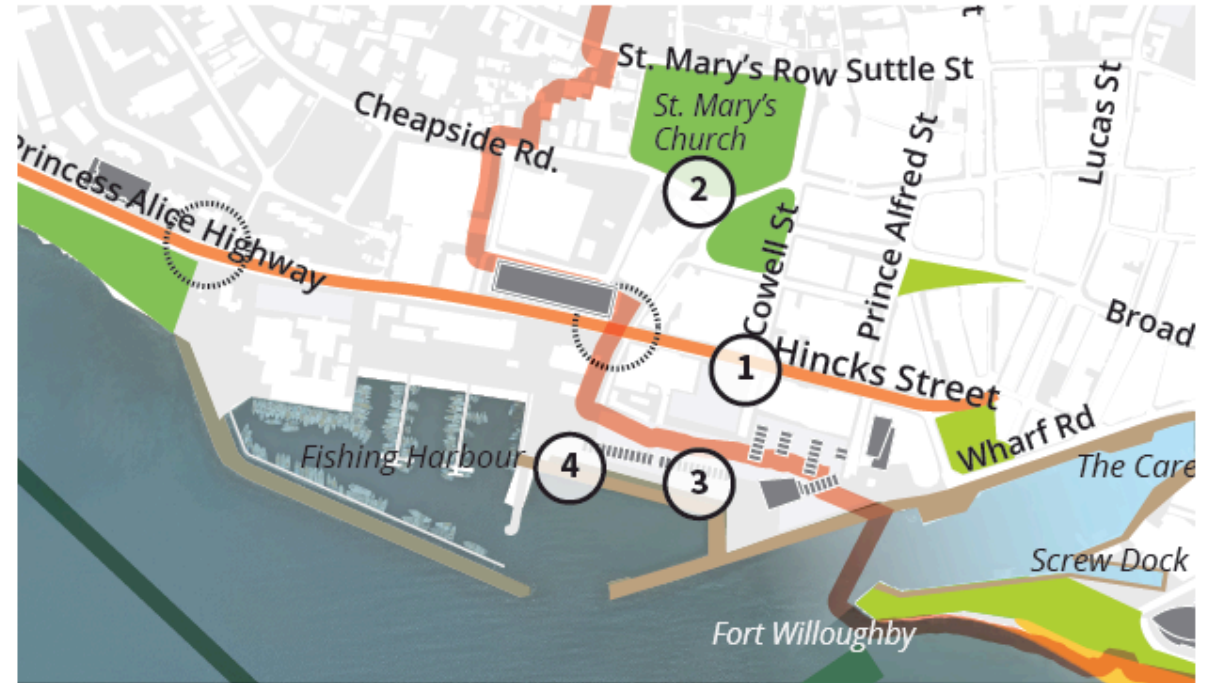 St. Mary's Row
Suttle St
St. Mary's
Church
Cheapside Rd.
Lucas St
Princess Alice Highway
2
Prince Alfred St
Cowell St
Broad
1
Hincks Street
Wharf Rd
Fishing Harbour
4
3
The Care
Screw Dock
Fort Willoughby